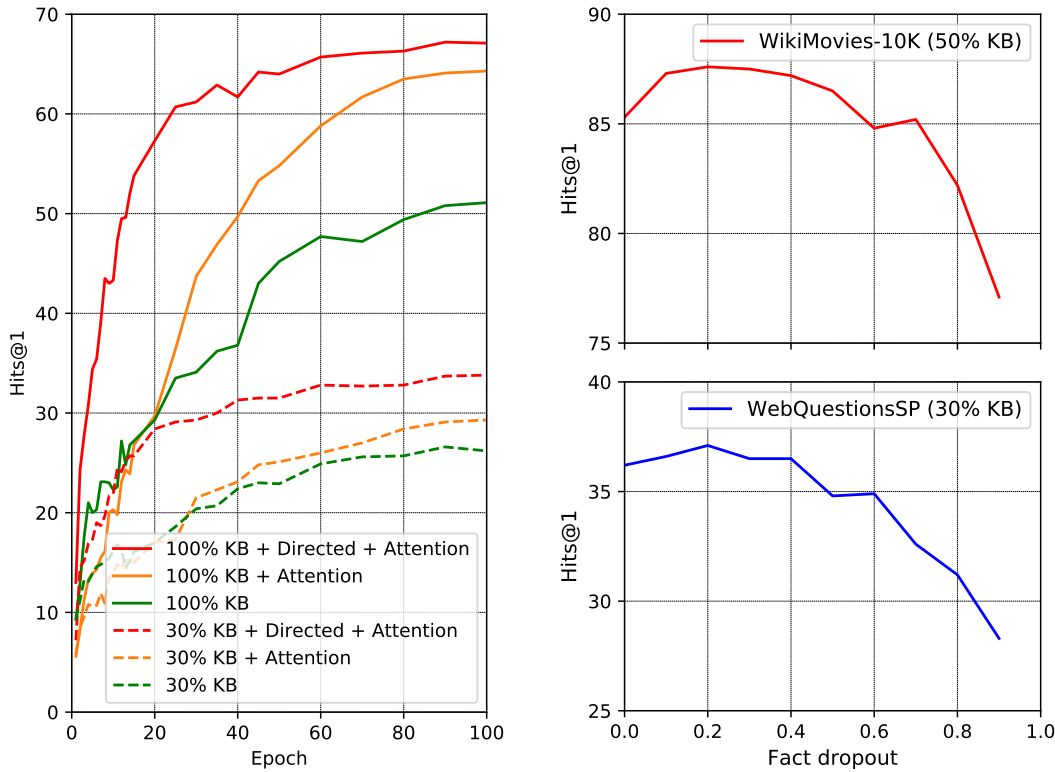 70
60
50
40
30
20
10
0
Hits@1
100% KB + Directed + Attention
100% KB + Attention
100% KB
30% KB + Directed + Attention
30% KB + Attention
30% KB
0 20 40 60 80 100
Epoch
90
85
80
75
Hits@1
WikiMovies-10K (50% KB)
40
35
30
25
Hits@1
WebQuestionsSP (30% KB)
0.0 0.2 0.4 0.6 0.8 1.0
Fact dropout